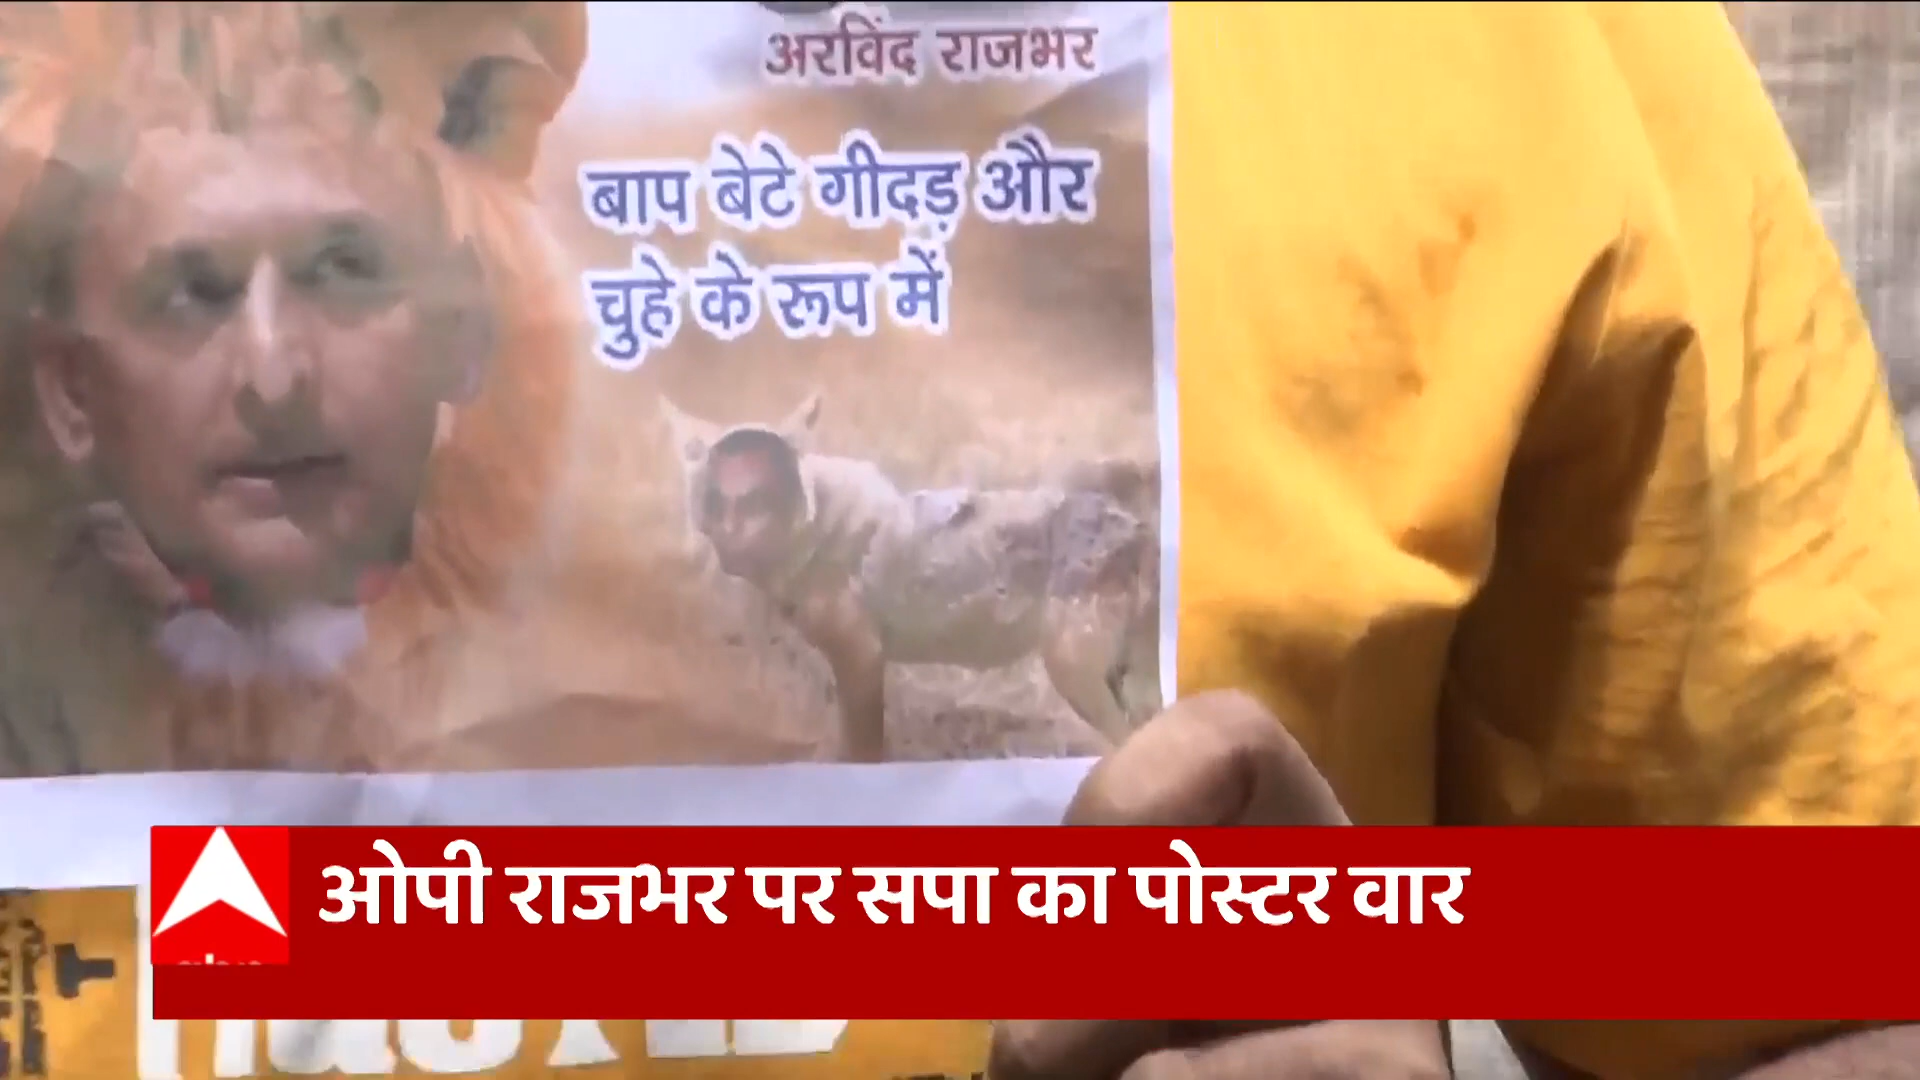 अरविंद राजभर
बाप बेटे गीदड़ और
चुहे के रूप में
ओपी राजभर पर सपा का पोस्टर वार